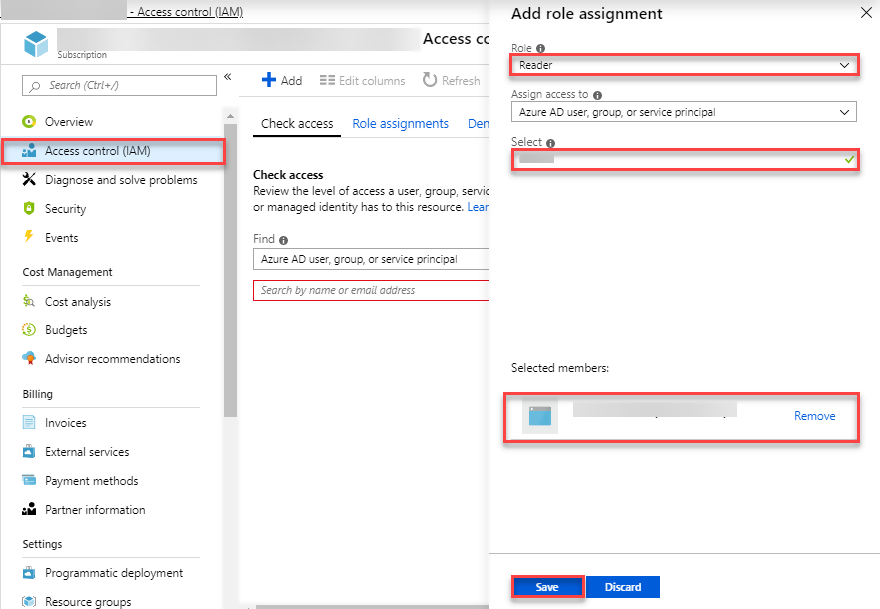 - Access control (IAM)
Subscription
Access co
Search (Ctrl+/)
«
Overview
Access control (IAM)
Diagnose and solve problems
Security
Events
Cost Management
Cost analysis
Budgets
Advisor recommendations
Billing
Invoices
External services
Payment methods
Partner information
Settings
Programmatic deployment
Resource groups
Add Edit columns Refresh
Check access Role assignments Den
Check access
Review the level of access a user, group, servic
or managed identity has to this resource. Lear
Find
Azure AD user, group, or service principal
Search by name or email address
Add role assignment
Role
Reader
Assign access to
Azure AD user, group, or service principal
Select
Selected members:
Remove
Save Discard